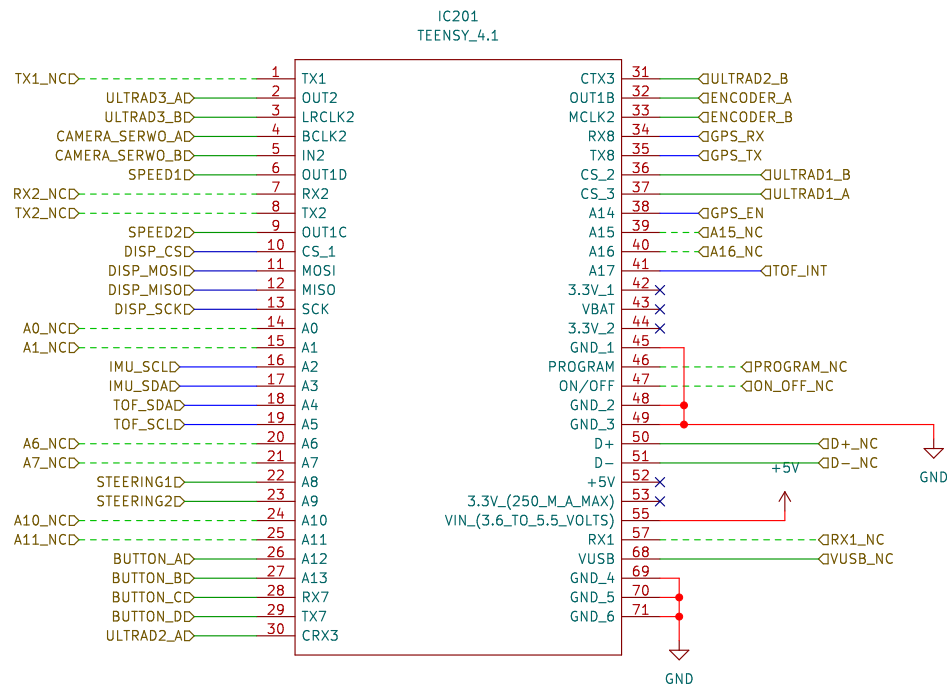 IC201
TEENSY_4.1
TX1_NC 1 TX1 CTX3 31 ULTRAD2_B
ULTRAD3_A 2 OUT2 OUT1B 32 ENCODER_A
ULTRAD3_B 3 LRCLK2 MCLK2 33 ENCODER_B
CAMERA_SERWO_A 4 BCLK2 RX8 34 GPS_RX
CAMERA_SERWO_B 5 IN2 TX8 35 GPS_TX
SPEED1 6 OUT1D CS_2 36 ULTRAD1_B
RX2_NC 7 RX2 CS_3 37 ULTRAD1_A
TX2_NC 8 TX2 A14 38 GPS_EN
SPEED2 9 OUT1C A15 39 A15_NC
DISP_CS 10 CS_1 A16 40 A16_NC
DISP_MOSI 11 MOSI A17 41 TOF_INT
DISP_MISO 12 MISO 3.3V_1 42
DISP_SCK 13 SCK VBAT 43
A0_NC 14 A0 3.3V_2 44
A1_NC 15 A1 GND_1 45
IMU_SCL 16 A2 PROGRAM 46 PROGRAM_NC
IMU_SDA 17 A3 ON/OFF 47 ON_OFF_NC
TOF_SDA 18 A4 GND_2 48
TOF_SCL 19 A5 GND_3 49
A6_NC 20 A6 D+ 50 D+_NC
A7_NC 21 A7 D- 51 D-_NC
GND
+5V
STEERING1 22 A8 +5V 52
STEERING2 23 A9 3.3V_(250_M_A_MAX) 53
A10_NC 24 A10 VIN_(3.6_TO_5.5_VOLTS) 55
A11_NC 25 A11 RX1 57 RX1_NC
BUTTON_A 26 A12 VUSB 68 VUSB_NC
BUTTON_B 27 A13 GND_4 69
BUTTON_C 28 RX7 GND_5 70
BUTTON_D 29 TX7 GND_6 71
ULTRAD2_A 30 CRX3
GND